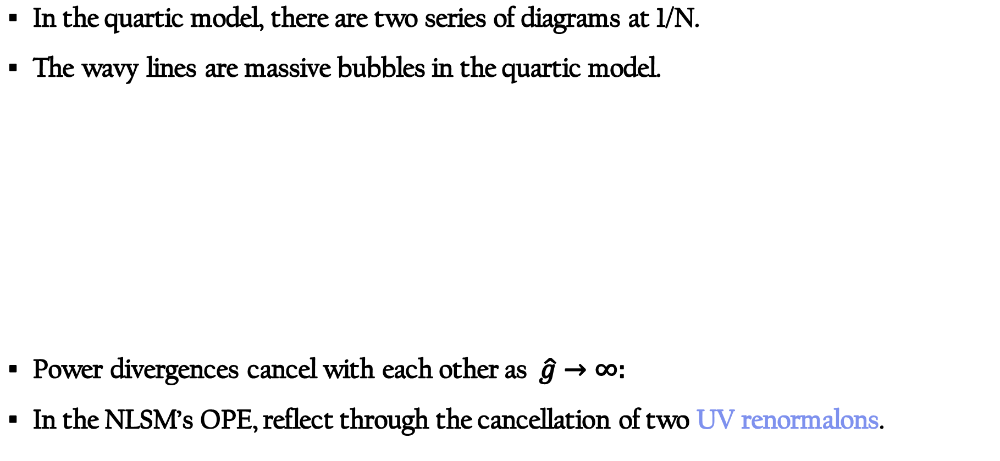 ▪ In the quartic model, there are two series of diagrams at 1/N.
▪ The wavy lines are massive bubbles in the quartic model.
▪ Power divergences cancel with each other as ĝ → ∞:
▪ In the NLSM’s OPE, reflect through the cancellation of two UV renormalons.